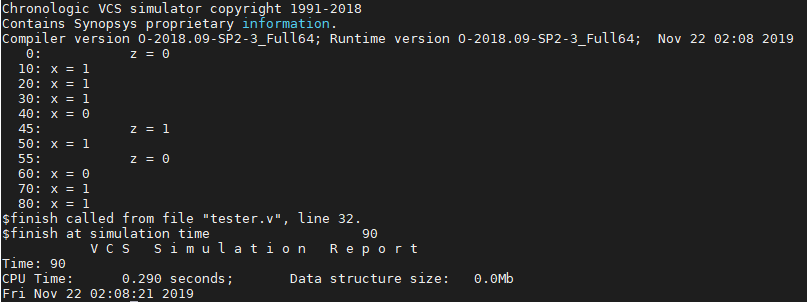 Chronologic VCS simulator copyright 1991-2018
Contains Synopsys proprietary information.
Compiler version O-2018.09-SP2-3_Full64; Runtime version O-2018.09-SP2-3_Full64;  Nov 22 02:08 2019
   0:           z = 0
  10: x = 1
  20: x = 1
  30: x = 1
  40: x = 0
  45:           z = 1
  50: x = 1
  55:           z = 0
  60: x = 0
  70: x = 1
  80: x = 1
$finish called from file "tester.v", line 32.
$finish at simulation time                   90
           V C S   S i m u l a t i o n   R e p o r t
Time: 90
CPU Time:      0.290 seconds;       Data structure size:   0.0Mb
Fri Nov 22 02:08:21 2019